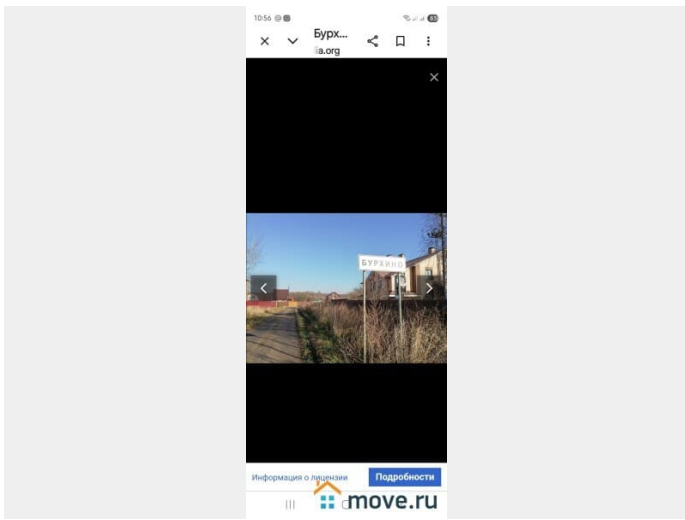 10:56
Бурх...
ia.org
БУРХИНО
Информация о лицензии
Подробности
move.ru